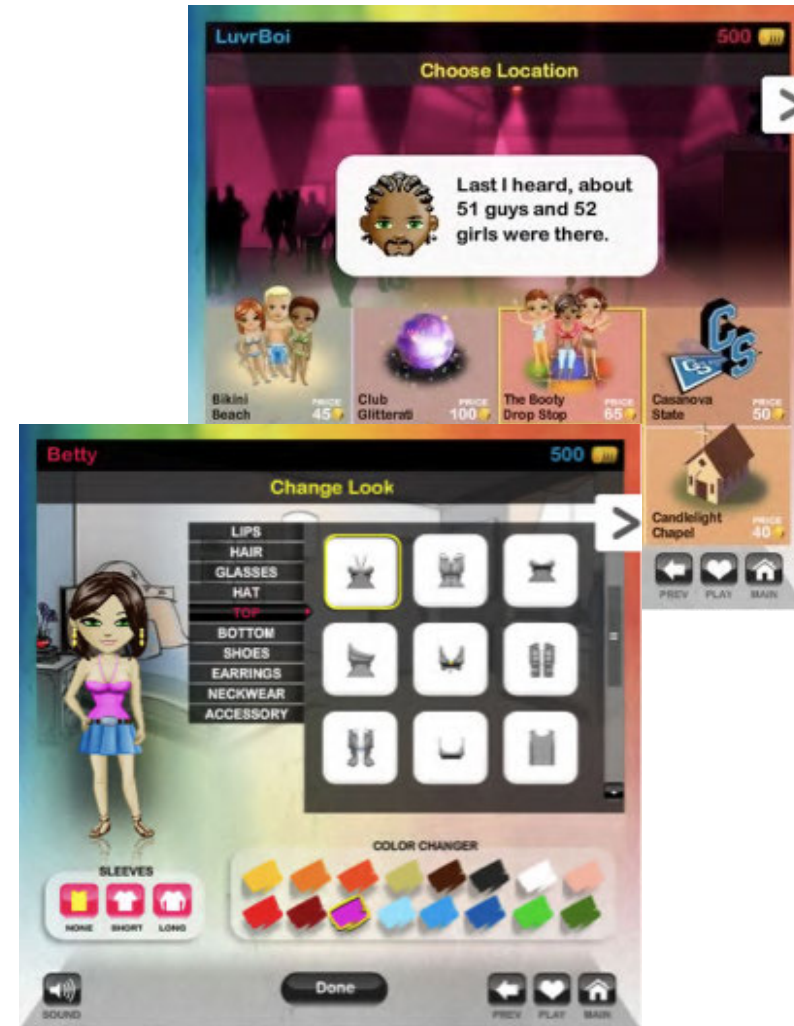 LuvrBoi 500
Choose Location
Last I heard, about
51 guys and 52
girls were there.
Bikini
Beach
PRICE
45
Club
Glitterati
PRICE
100
The Booty
Drop Stop
PRICE
65
Casanova
State
PRICE
50
CS
CS
Candlelight
Chapel
PRICE
40
PREV PLAY MAIN
Betty 500
Change Look
LIPS
HAIR
GLASSES
HAT
TOP
BOTTOM
SHOES
EARRINGS
NECKWEAR
ACCESSORY
SLEEVES
NONE SHORT LONG
COLOR CHANGER
SOUND
Done
PREV PLAY MAIN